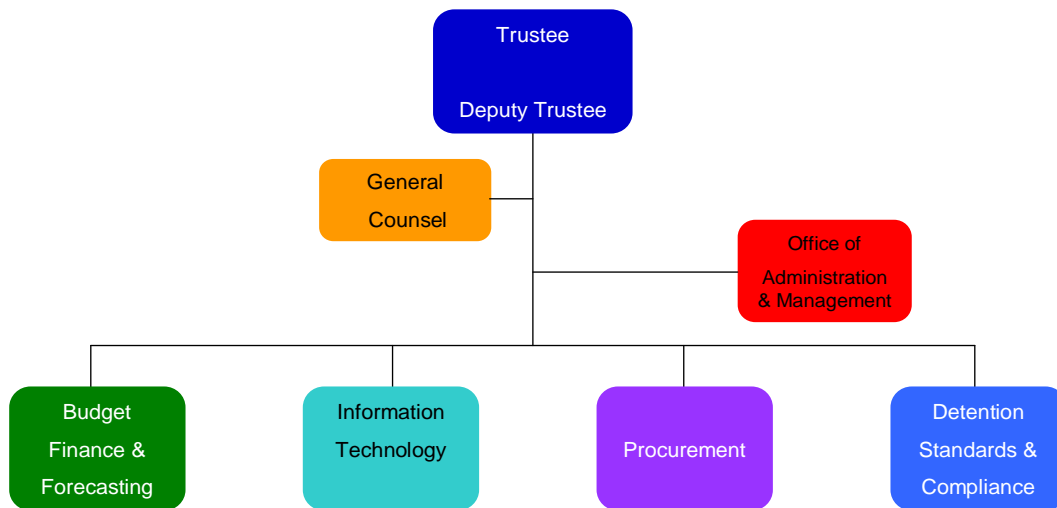 Trustee
Deputy Trustee
General
Counsel
Office of
Administration
& Management
Budget
Finance &
Forecasting
Information
Technology
Procurement
Detention
Standards &
Compliance